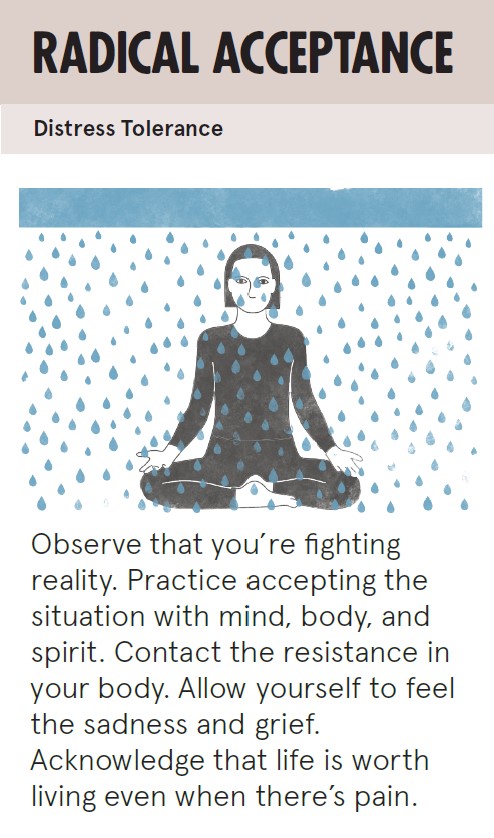 RADICAL ACCEPTANCE
Distress Tolerance
Observe that you're fighting
reality. Practice accepting the
situation with mind, body, and
spirit. Contact the resistance in
your body. Allow yourself to feel
the sadness and grief.
Acknowledge that life is worth
living even when there's pain.